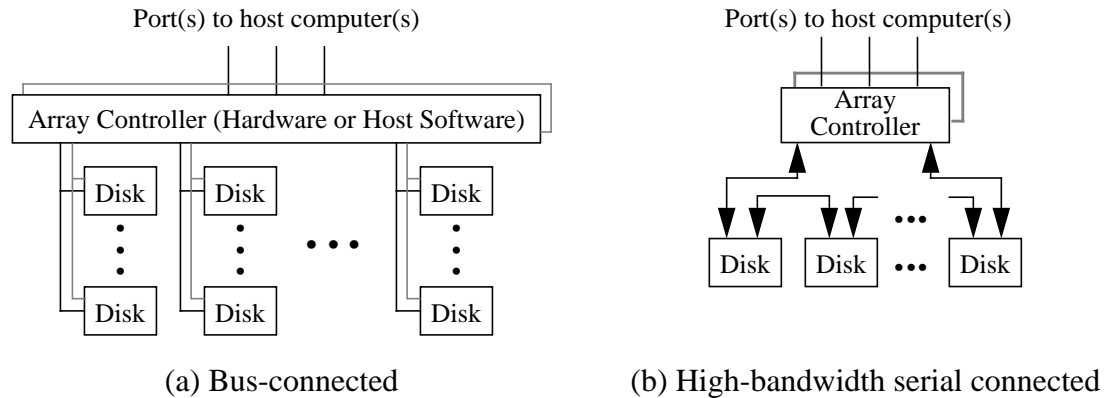 Port(s) to host computer(s)
Array Controller (Hardware or Host Software)
Disk Disk Disk
Disk Disk Disk
(a) Bus-connected
Port(s) to host computer(s)
Array
Controller
Disk Disk Disk
(b) High-bandwidth serial connected